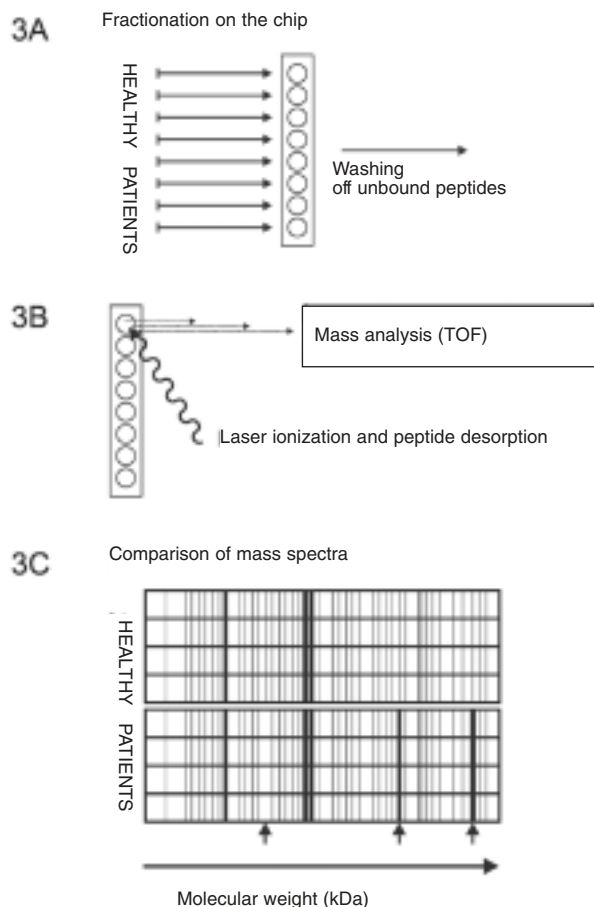 3A
Fractionation on the chip
HEALTHY
PATIENTS
Washing
off unbound peptides
3B
Mass analysis (TOF)
Laser ionization and peptide desorption
3C
Comparison of mass spectra
HEALTHY
PATIENTS
Molecular weight (kDa)